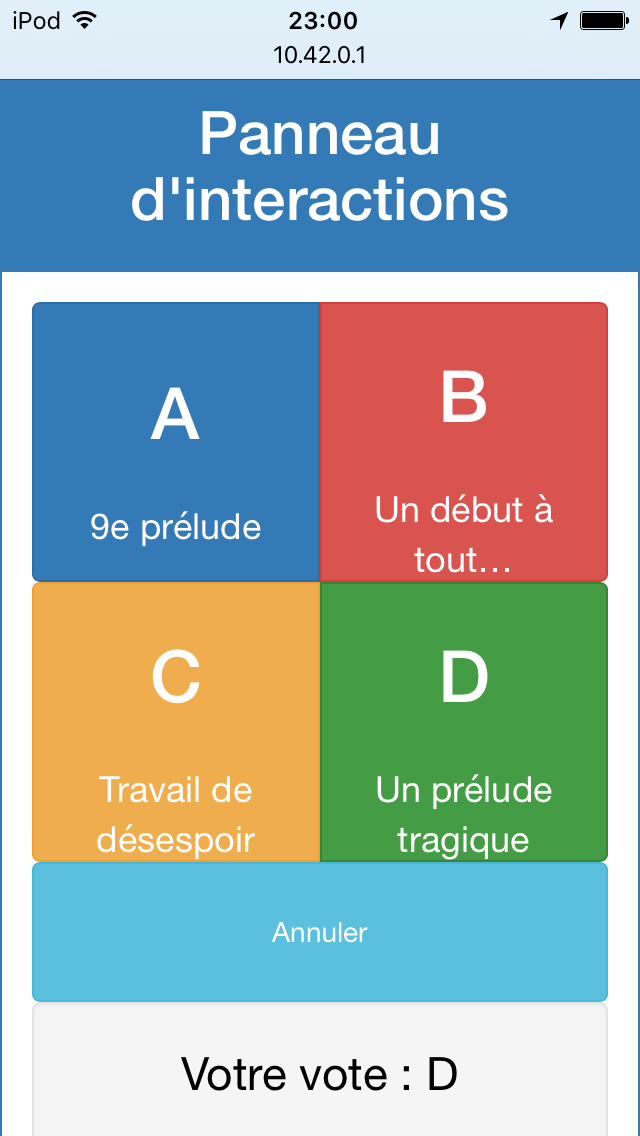 iPod 23:00
10.42.0.1
Panneau
d'interactions
A
9e prélude
B
Un début à
tout...
C
Travail de
désespoir
D
Un prélude
tragique
Annuler
Votre vote : D